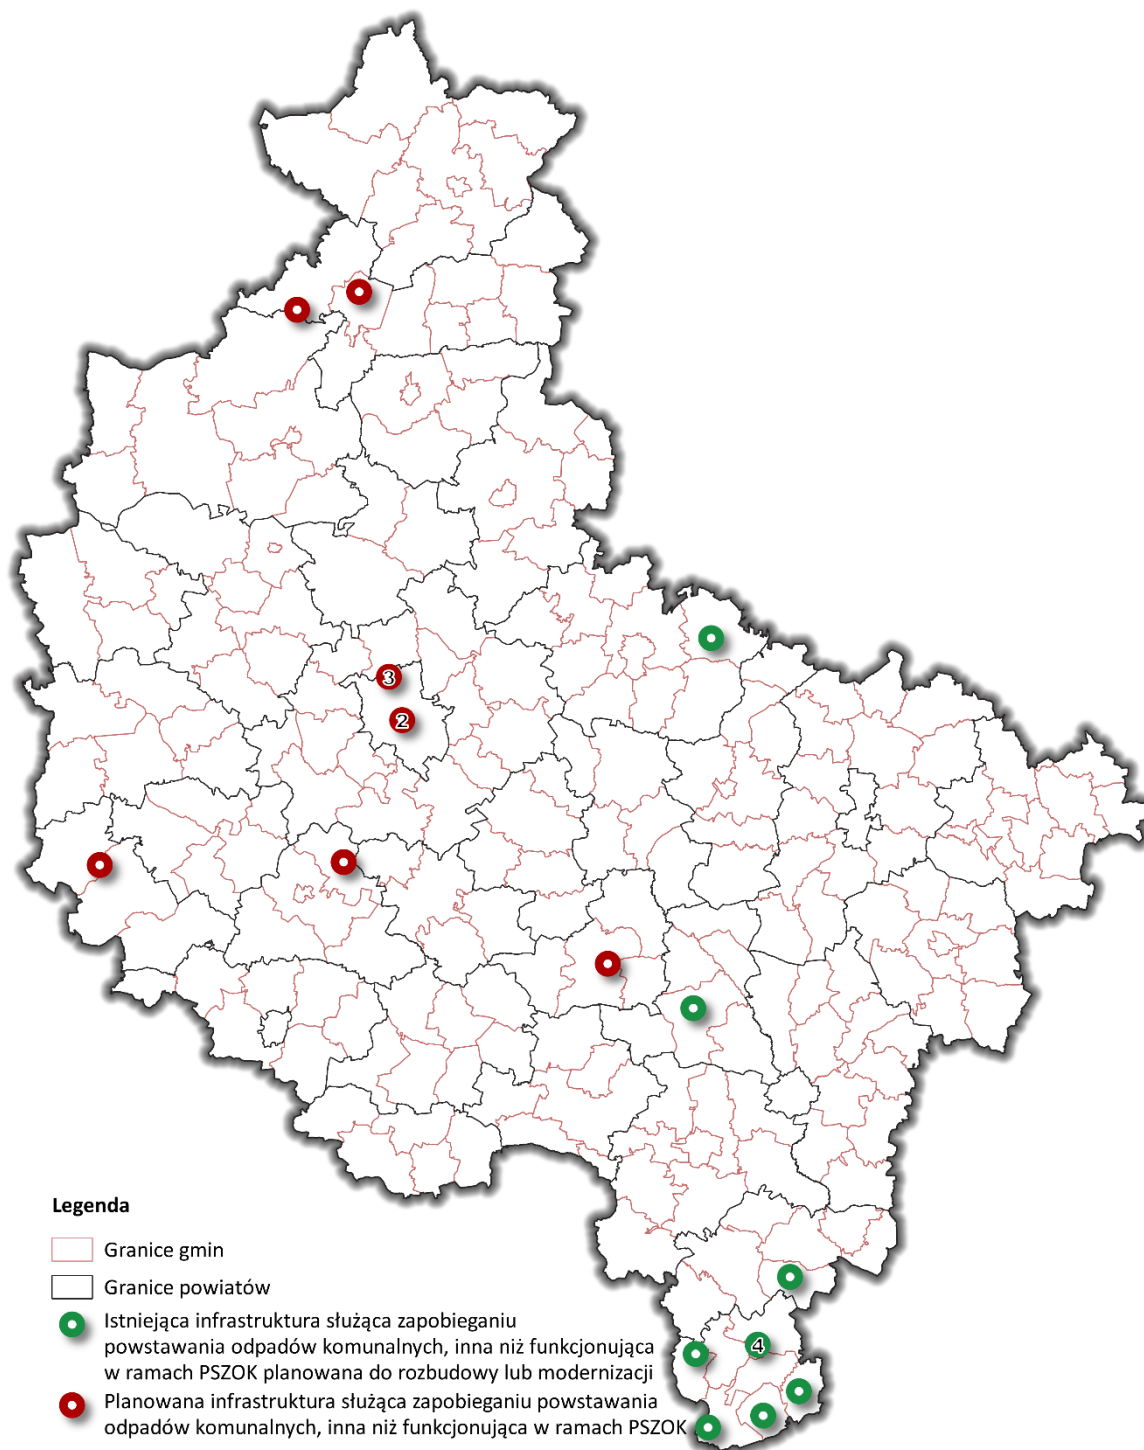 3
2
4
Legenda
Granice gmin
Granice powiatów
Istniejąca infrastruktura służąca zapobieganiu
powstawania odpadów komunalnych, inna niż funkcjonująca
w ramach PSZOK planowana do rozbudowy lub modernizacji
Planowana infrastruktura służąca zapobieganiu powstawania
odpadów komunalnych, inna niż funkcjonująca w ramach PSZOK